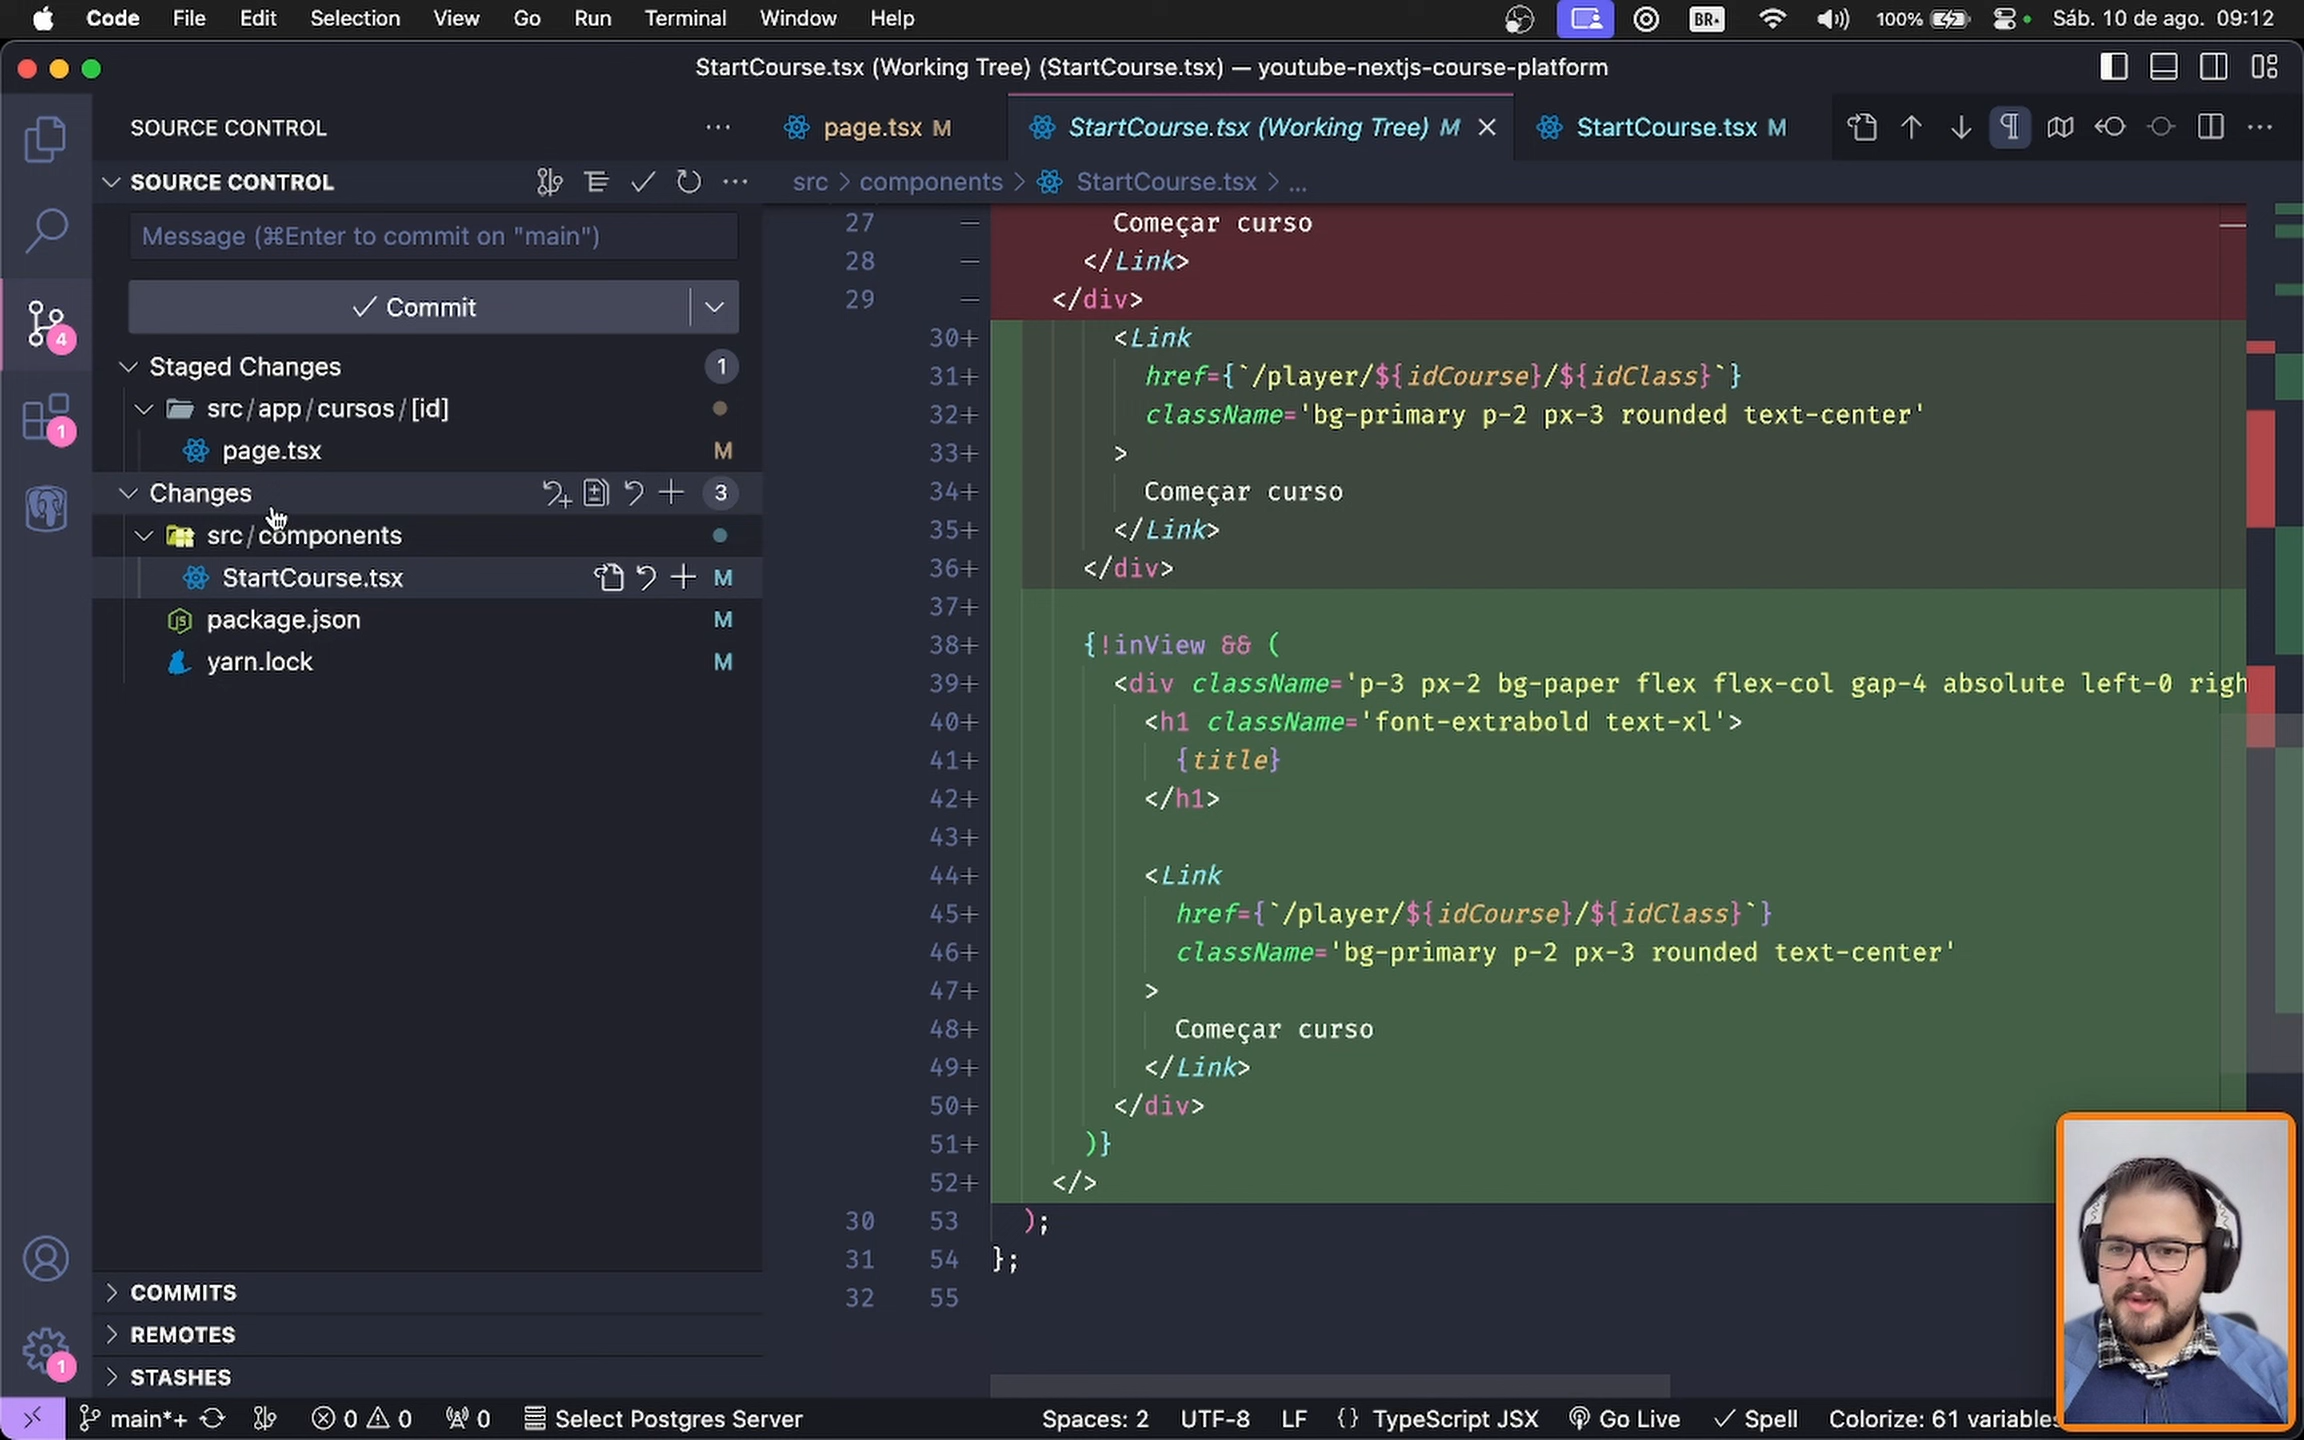 Code File Edit Selection View Go Run Terminal Window Help BR 100% Sáb. 10 de ago. 09:12
StartCourse.tsx (Working Tree) (StartCourse.tsx) — youtube-nextjs-course-platform
SOURCE CONTROL ... page.tsx M StartCourse.tsx (Working Tree) M StartCourse.tsx M
SOURCE CONTROL ... src > components > StartCourse.tsx > ...
Message (⌘Enter to commit on "main")
Commit
Staged Changes 1
src/app/cursos/[id]
page.tsx M
Changes 3
src/components
StartCourse.tsx M
package.json M
yarn.lock M
4
1
27 — Começar curso
28 — </Link>
29 — </div>
30+ <Link
31+ href={`/player/${idCourse}/${idClass}`}
32+ className='bg-primary p-2 px-3 rounded text-center'
33+ >
34+ Começar curso
35+ </Link>
36+ </div>
37+
38+ {!inView && (
39+ <div className='p-3 px-2 bg-paper flex flex-col gap-4 absolute left-0 righ
40+ <h1 className='font-extrabold text-xl'>
41+ {title}
42+ </h1>
43+
44+ <Link
45+ href={`/player/${idCourse}/${idClass}`}
46+ className='bg-primary p-2 px-3 rounded text-center'
47+ >
48+ Começar curso
49+ </Link>
50+ </div>
51+ )}
52+ </>
30 53 );
31 54 };
32 55
COMMITS
REMOTES
STASHES
1
main*+ 0 0 0 Select Postgres Server Spaces: 2 UTF-8 LF {} TypeScript JSX Go Live Spell Colorize: 61 variables